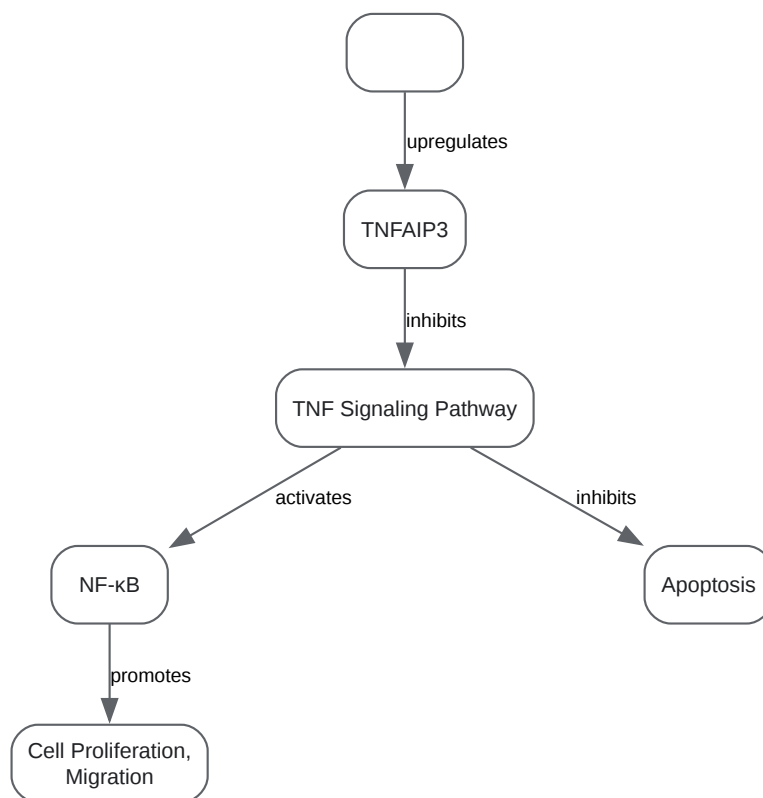 upregulates
TNFAIP3
inhibits
TNF Signaling Pathway
activates
inhibits
NF-κB
Apoptosis
promotes
Cell Proliferation,
Migration